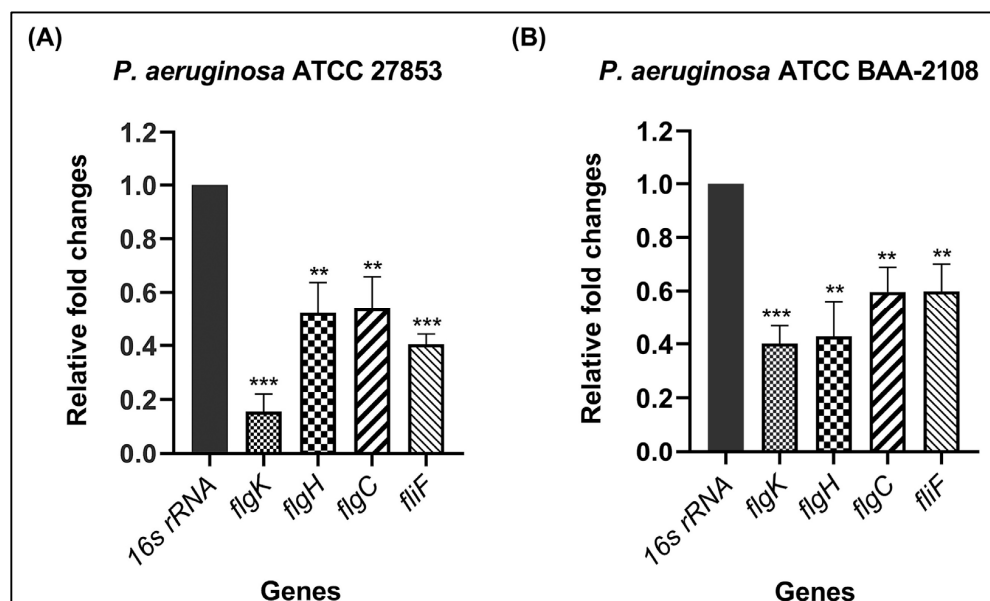 (A)
P. aeruginosa ATCC 27853
Relative fold changes
1.2
1.0
0.8
0.6
0.4
0.2
0.0
***
**
**
***
16s rRNA
flgK
flgH
flgC
fliF
Genes
(B)
P. aeruginosa ATCC BAA-2108
Relative fold changes
1.2
1.0
0.8
0.6
0.4
0.2
0.0
***
**
**
**
16s rRNA
flgK
flgH
flgC
fliF
Genes